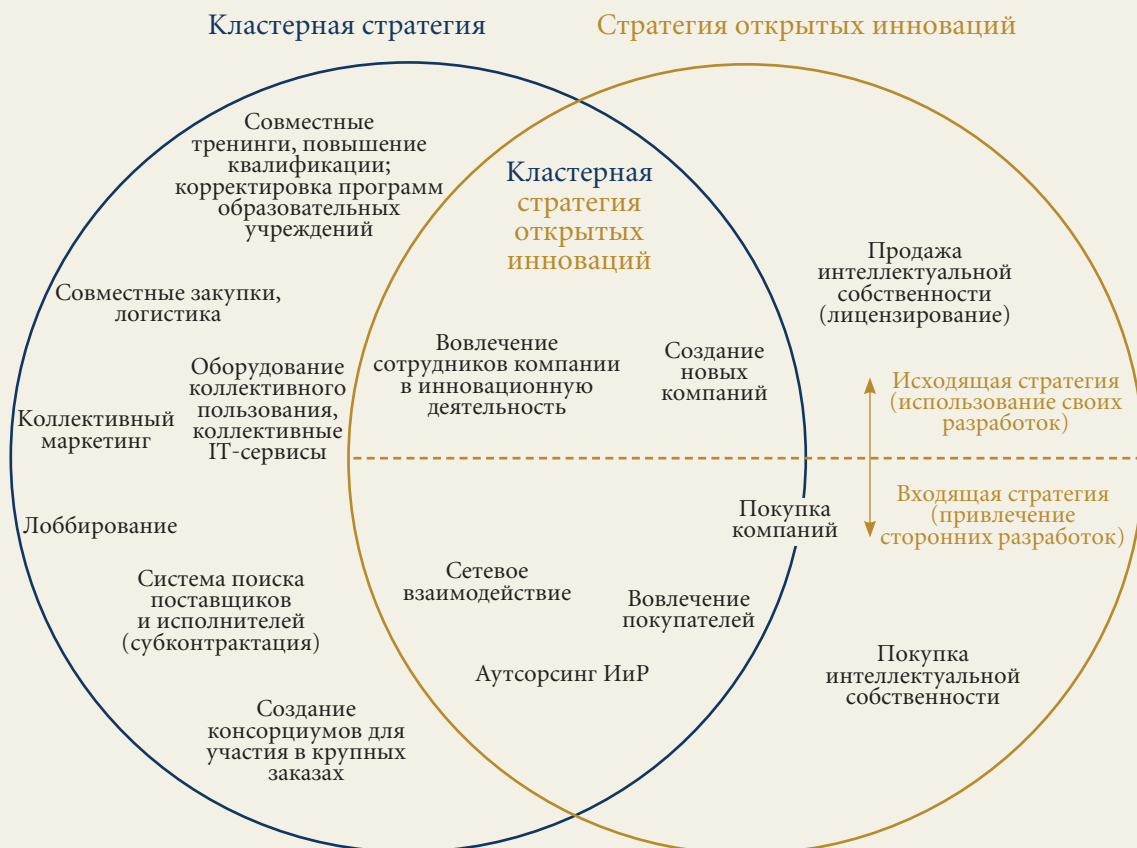 Кластерная стратегия
Стратегия открытых инноваций
Совместные
тренинги, повышение
квалификации;
корректировка программ
образовательных
учреждений
Совместные закупки,
логистика
Оборудование
коллективного
пользования,
коллективные
IT-сервисы
Коллективный
маркетинг
Лоббирование
Система поиска
поставщиков
и исполнителей
(субконтрактация)
Создание
консорциумов для
участия в крупных
заказах
Кластерная
стратегия
открытых
инноваций
Вовлечение
сотрудников компании
в инновационную
деятельность
Создание
новых
компаний
Покупка
компаний
Сетевое
взаимодействие
Вовлечение
покупателей
Аутсорсинг ИиР
Продажа
интеллектуальной
собственности
(лицензирование)
Исходящая стратегия
(использование своих
разработок)
Входящая стратегия
(привлечение
сторонних разработок)
Покупка
интеллектуальной
собственности